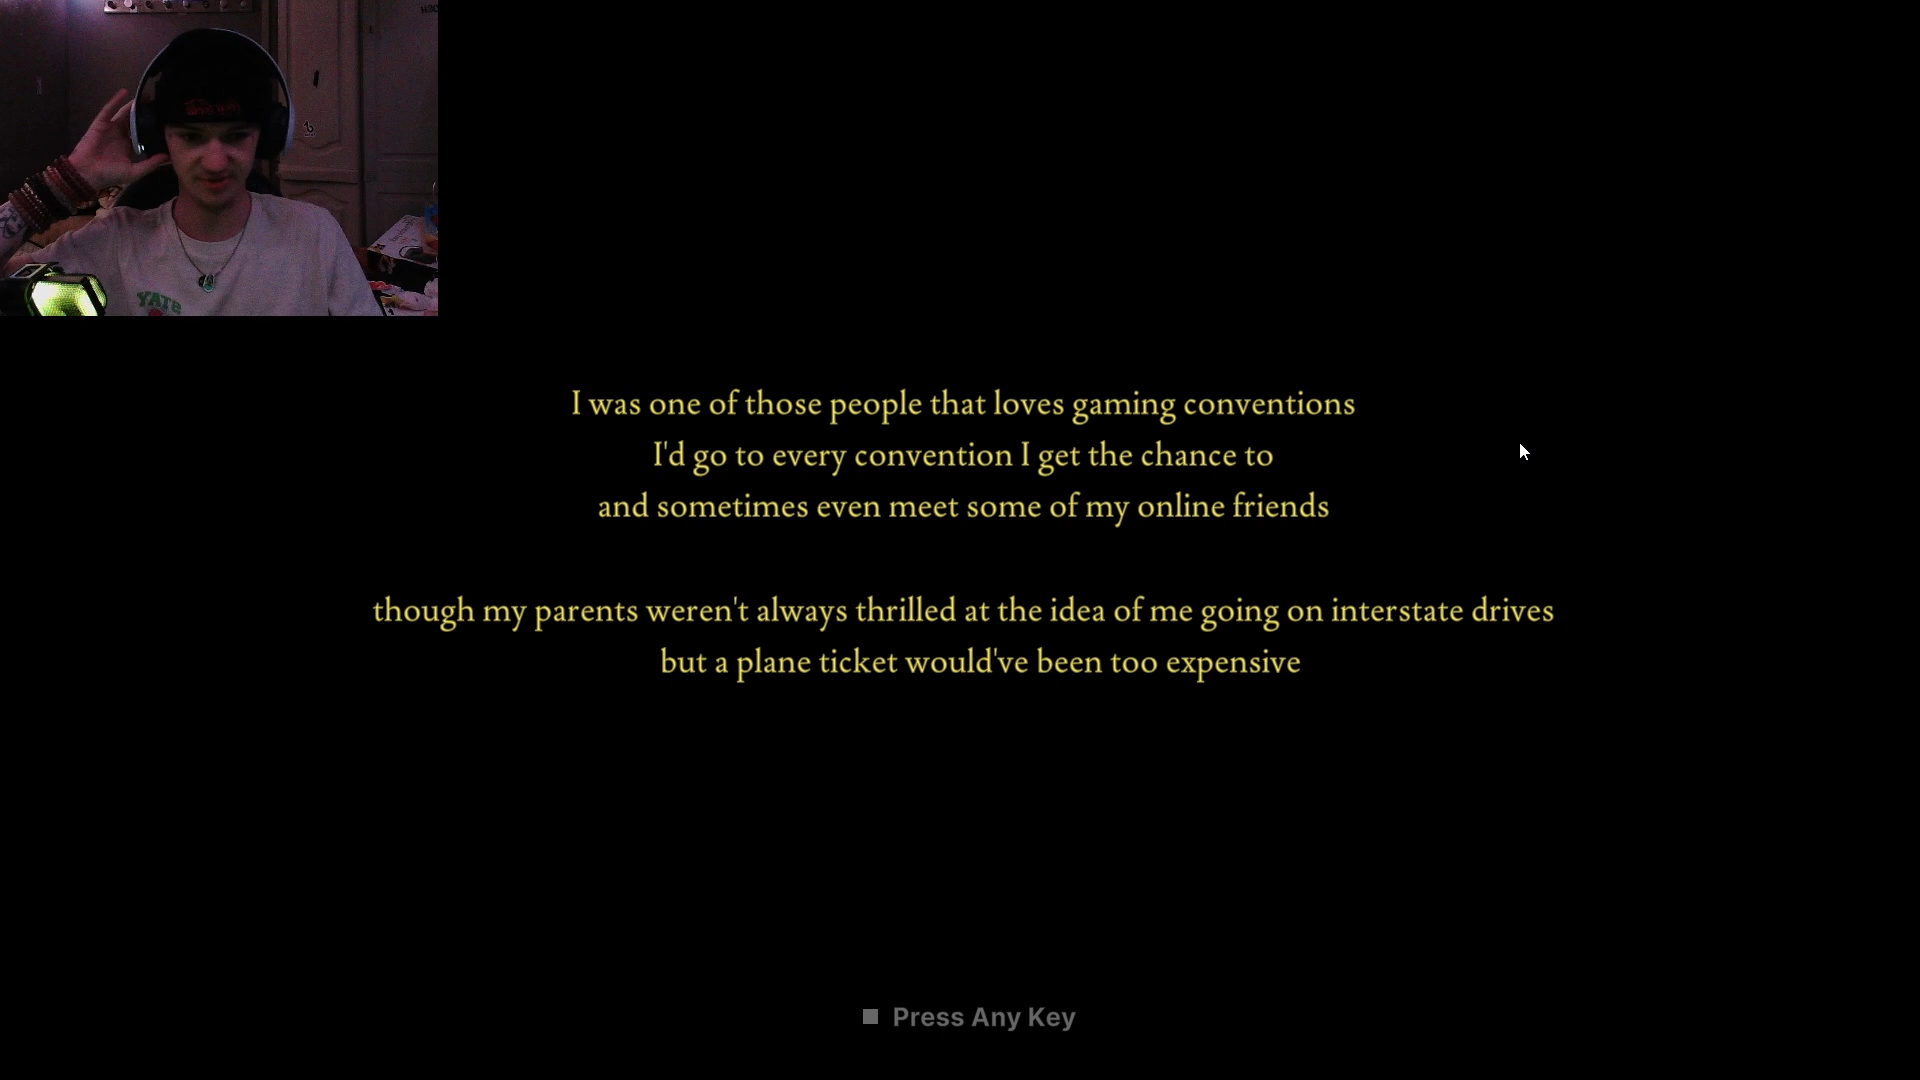 I was one of those people that loves gaming conventions
I'd go to every convention I get the chance to
and sometimes even meet some of my online friends
though my parents weren't always thrilled at the idea of me going on interstate drives
but a plane ticket would've been too expensive
Press Any Key
STAY